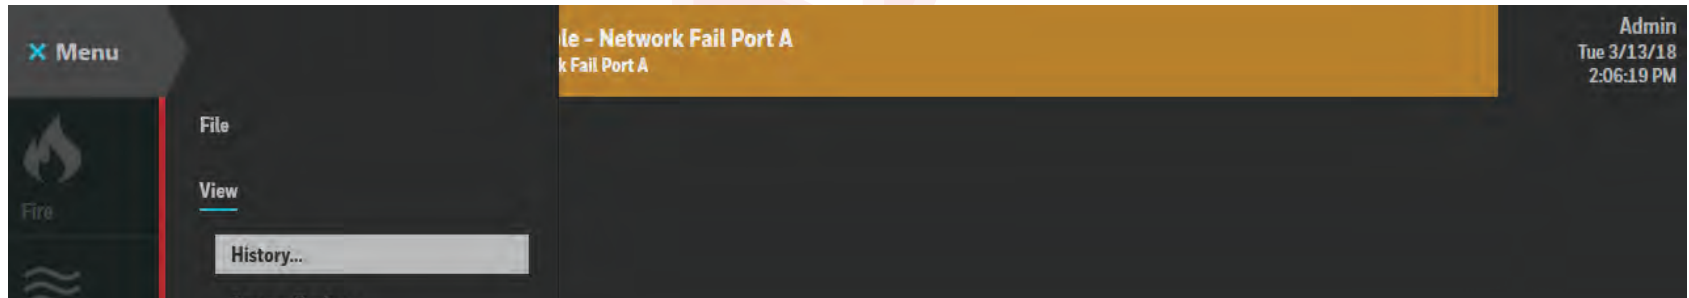 Menu
le - Network Fail Port A
k Fail Port A
Admin
Tue 3/13/18
2:06:19 PM
File
View
Fire
History...